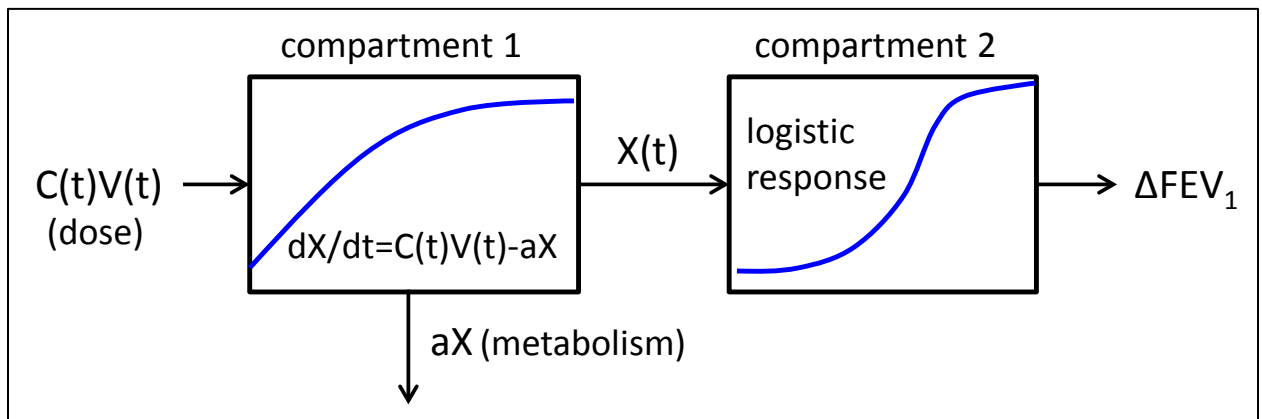 compartment 1
compartment 2
C(t)V(t)
(dose)
dX/dt=C(t)V(t)-aX
X(t)
logistic
response
ΔFEV₁
aX (metabolism)